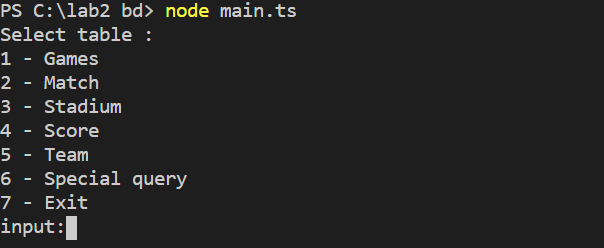 PS C:\lab2 bd> node main.ts
Select table :
1 - Games
2 - Match
3 - Stadium
4 - Score
5 - Team
6 - Special query
7 - Exit
input: